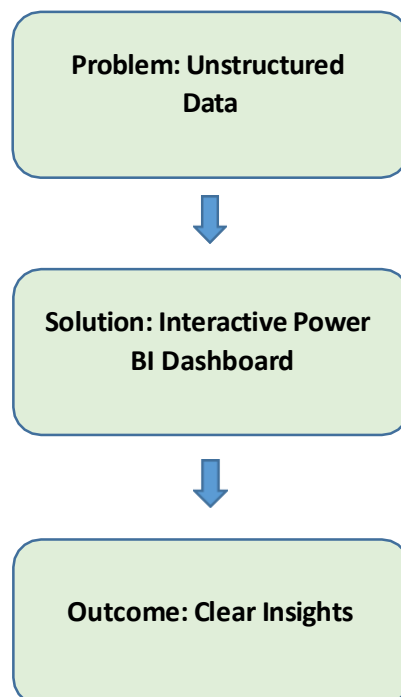 Problem: Unstructured
Data
Solution: Interactive Power
BI Dashboard
Outcome: Clear Insights